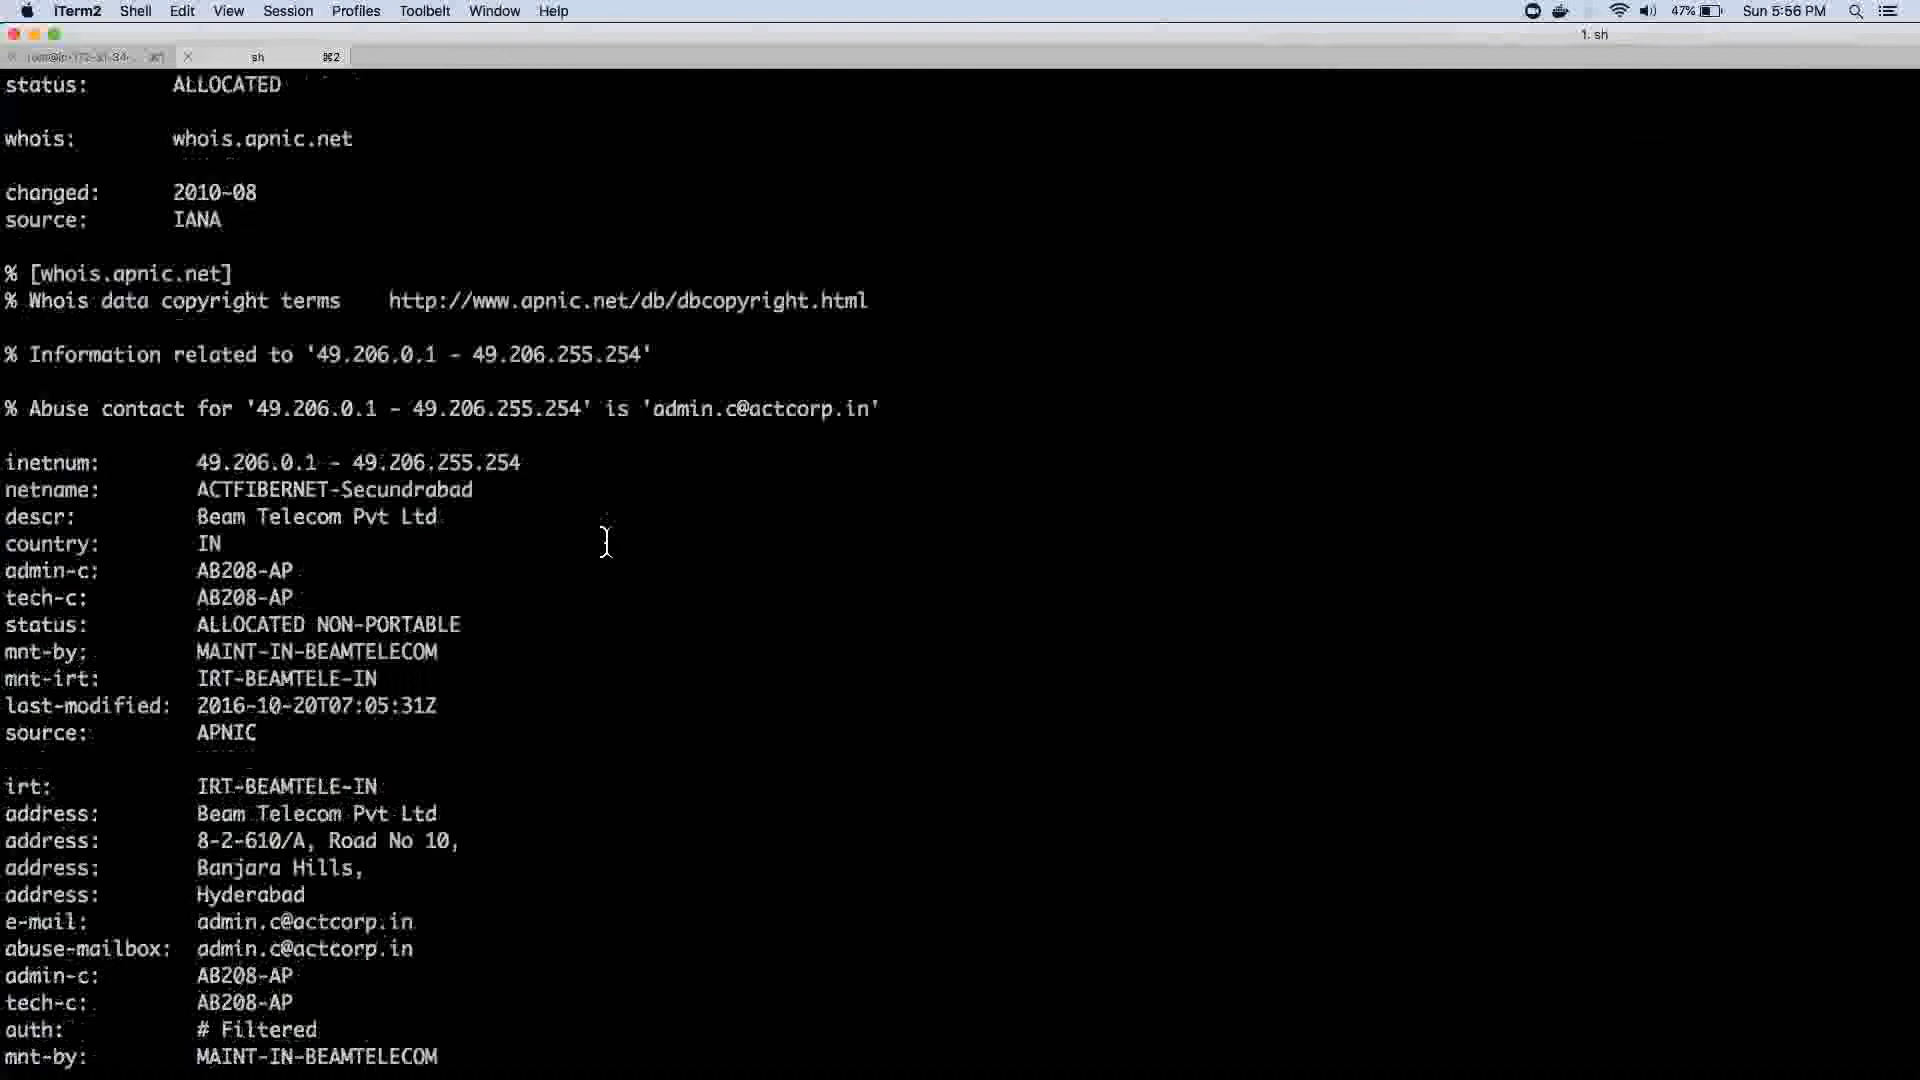 iTerm2 Shell Edit View Session Profiles Toolbelt Window Help 47% Sun 5:56 PM
1. sh
sh ⌘2
status: ALLOCATED
whois: whois.apnic.net
changed: 2010-08
source: IANA
% [whois.apnic.net]
% Whois data copyright terms http://www.apnic.net/db/dbcopyright.html
% Information related to '49.206.0.1 - 49.206.255.254'
% Abuse contact for '49.206.0.1 - 49.206.255.254' is 'admin.c@actcorp.in'
inetnum: 49.206.0.1 - 49.206.255.254
netname: ACTFIBERNET-Secundrabad
descr: Beam Telecom Pvt Ltd
country: IN
admin-c: AB208-AP
tech-c: AB208-AP
status: ALLOCATED NON-PORTABLE
mnt-by: MAINT-IN-BEAMTELECOM
mnt-irt: IRT-BEAMTELE-IN
last-modified: 2016-10-20T07:05:31Z
source: APNIC
irt: IRT-BEAMTELE-IN
address: Beam Telecom Pvt Ltd
address: 8-2-610/A, Road No 10,
address: Banjara Hills,
address: Hyderabad
e-mail: admin.c@actcorp.in
abuse-mailbox: admin.c@actcorp.in
admin-c: AB208-AP
tech-c: AB208-AP
auth: # Filtered
mnt-by: MAINT-IN-BEAMTELECOM